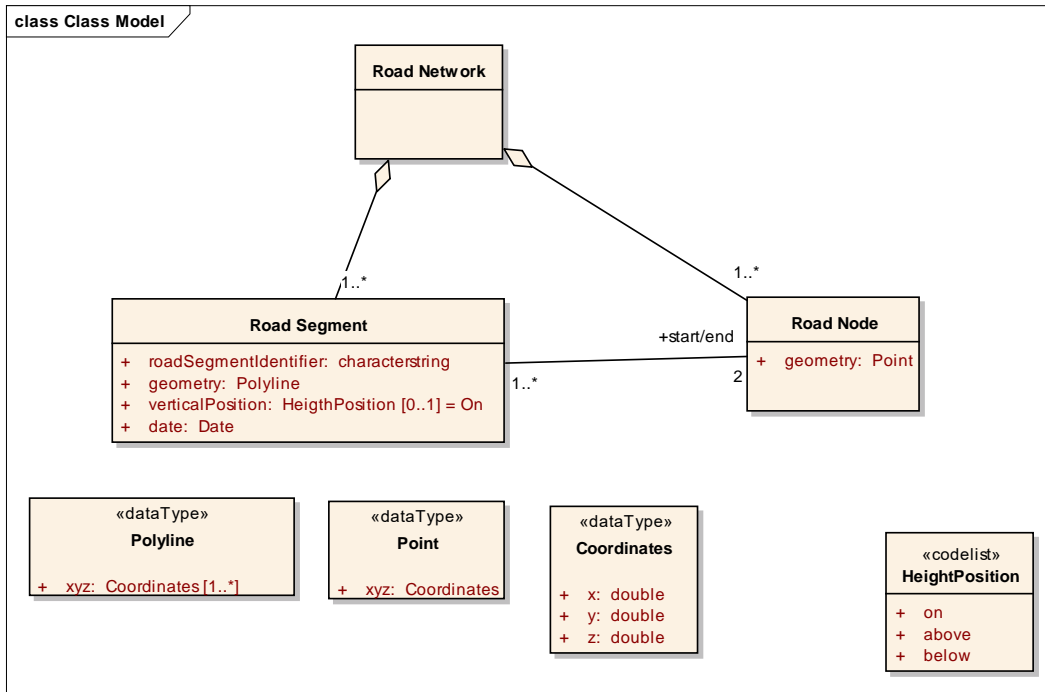 class Class Model
Road Network
1..*
1..*
Road Segment
+ roadSegmentIdentifier: characterstring
+ geometry: Polyline
+ verticalPosition: HeigthPosition [0..1] = On
+ date: Date
+start/end
1..*
2
Road Node
+ geometry: Point
«dataType»
Polyline
+ xyz: Coordinates [1..*]
«dataType»
Point
+ xyz: Coordinates
«dataType»
Coordinates
+ x: double
+ y: double
+ z: double
«codelist»
HeightPosition
+ on
+ above
+ below